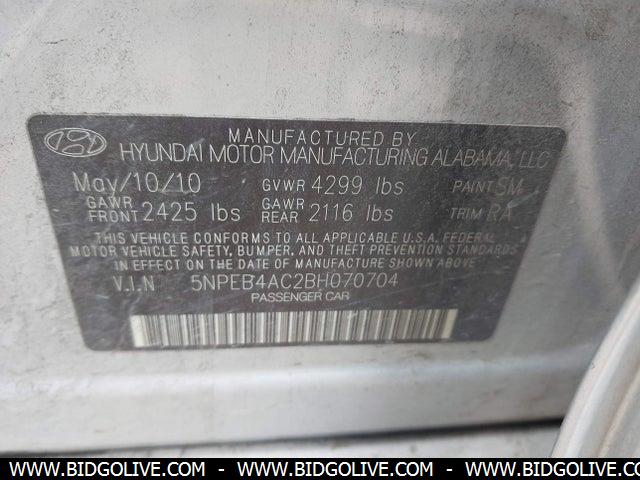 MANUFACTURED BY
HYUNDAI MOTOR MANUFACTURING ALABAMA, LLC
May/10/10 GVWR 4299 lbs PAINT SM
GAWR FRONT 2425 lbs GAWR REAR 2116 lbs TRIM RA
THIS VEHICLE CONFORMS TO ALL APPLICABLE U.S.A. FEDERAL
MOTOR VEHICLE SAFETY, BUMPER, AND THEFT PREVENTION STANDARDS
IN EFFECT ON THE DATE OF MANUFACTURE SHOWN ABOVE.
V.I.N 5NPEB4AC2BH070704
PASSENGER CAR
WWW.BIDGOLIVE.COM - WWW.BIDGOLIVE.COM - WWW.BIDGOLIVE.COM